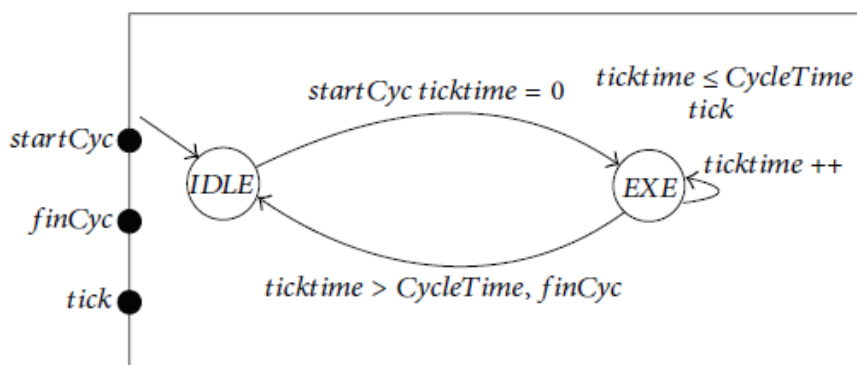 startCyc ticktime = 0
ticktime ≤ CycleTime
tick
startCyc
IDLE
EXE
ticktime ++
finCyc
ticktime > CycleTime, finCyc
tick